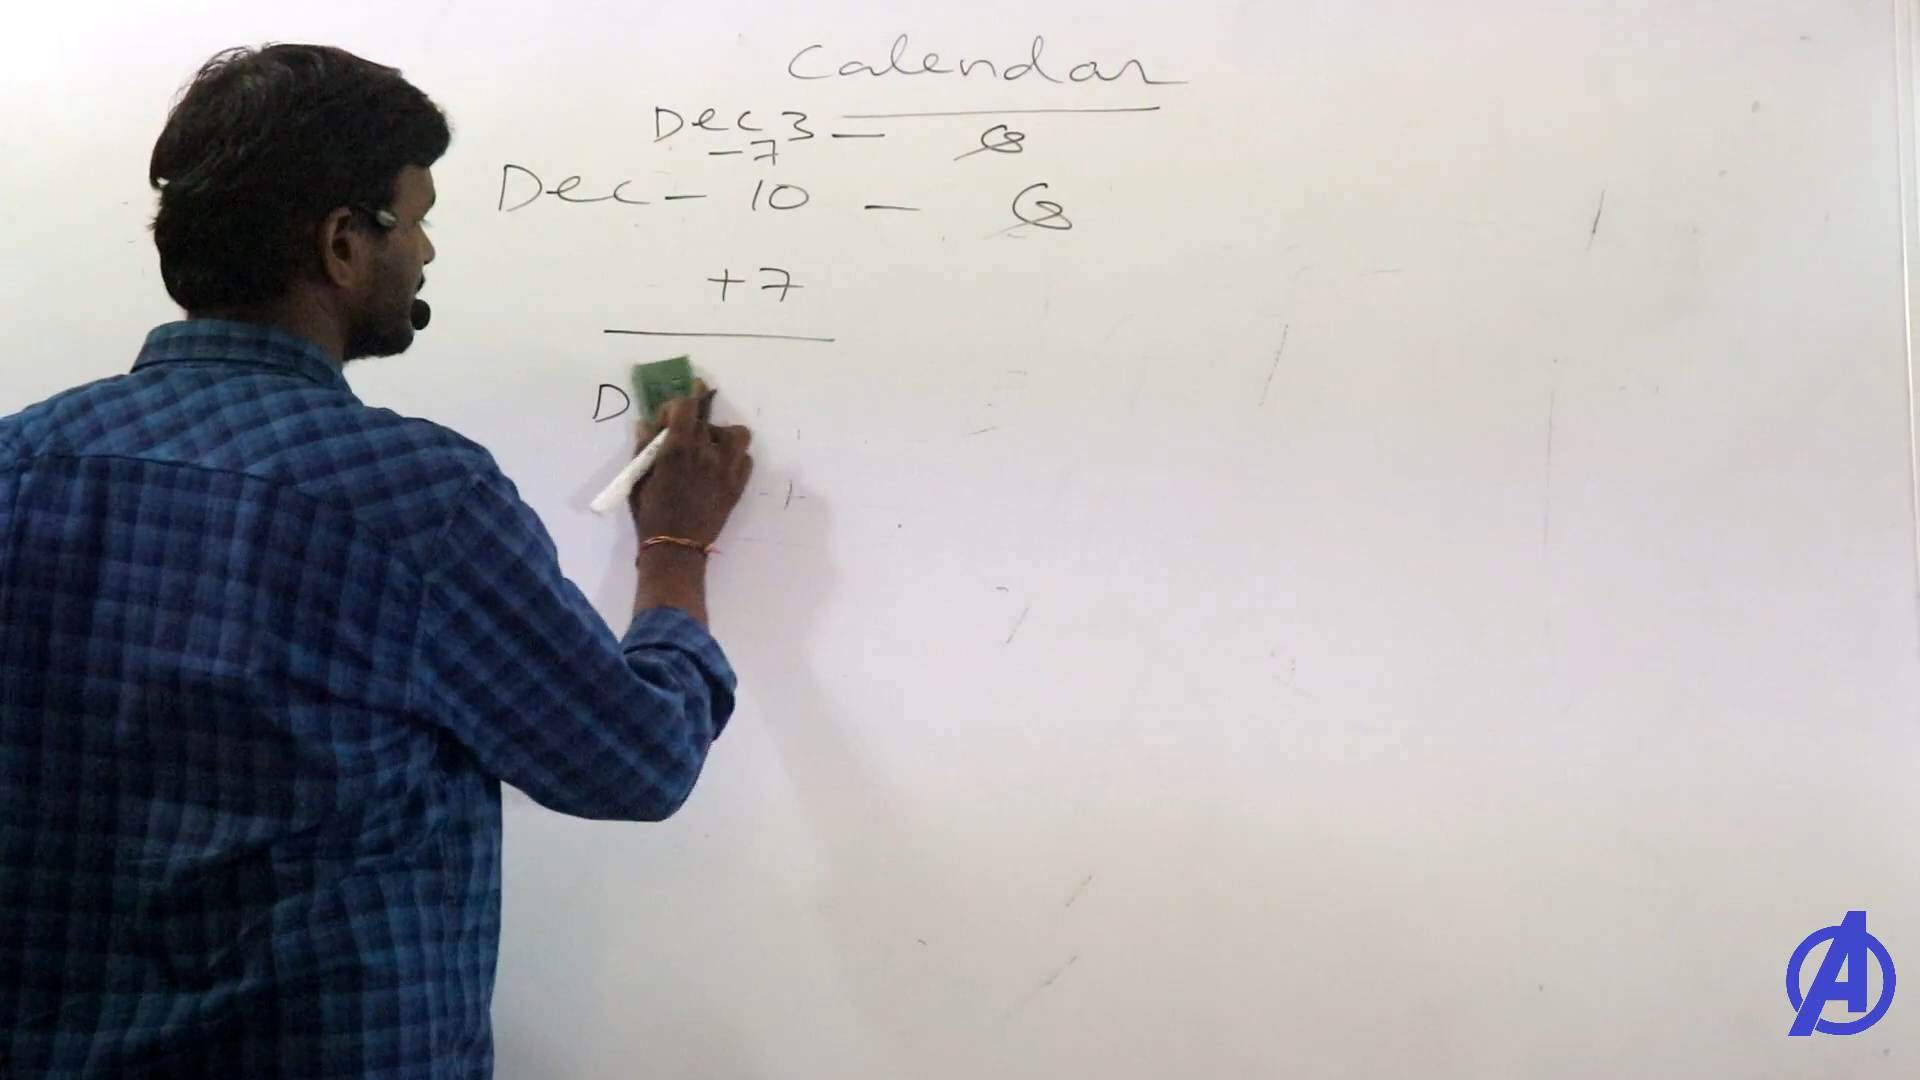 Calendar
Dec 3 —
-7
Dec - 10 -
+7
D